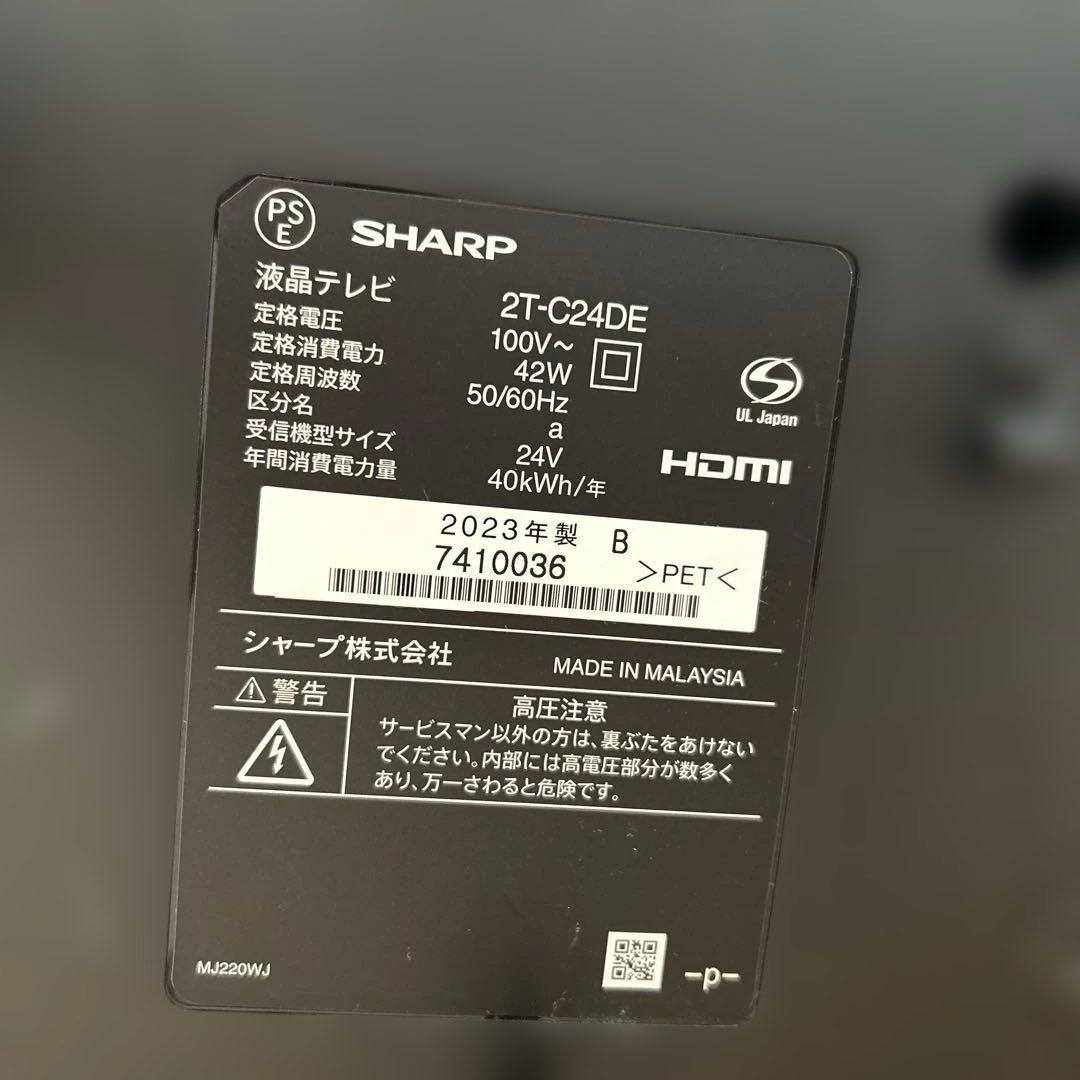 PS
E
SHARP
液晶テレビ 2T-C24DE
定格電圧 100V~
定格消費電力 42W
定格周波数 50/60Hz
区分名 a
受信機型サイズ 24V
年間消費電力量 40kWh/年
UL Japan
HDMI
2023年製 B
7410036 >PET<
シャープ株式会社 MADE IN MALAYSIA
警告
高圧注意
サービスマン以外の方は、裏ぶたをあけない
でください。内部には高電圧部分が数多く
あり、万一さわると危険です。
MJ220WJ
-p-